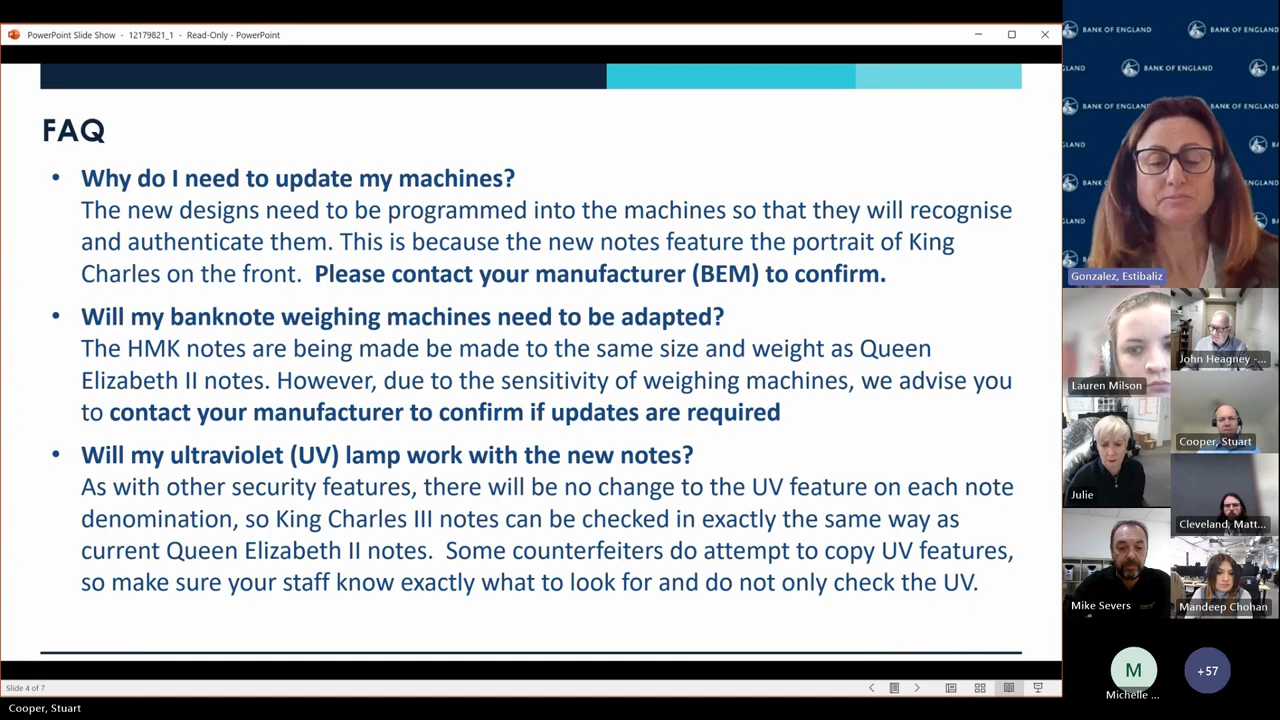 PowerPoint Slide Show - 12179821_1 - Read-Only - PowerPoint
FAQ
• Why do I need to update my machines?
The new designs need to be programmed into the machines so that they will recognise
and authenticate them. This is because the new notes feature the portrait of King
Charles on the front. Please contact your manufacturer (BEM) to confirm.
• Will my banknote weighing machines need to be adapted?
The HMK notes are being made be made to the same size and weight as Queen
Elizabeth II notes. However, due to the sensitivity of weighing machines, we advise you
to contact your manufacturer to confirm if updates are required
• Will my ultraviolet (UV) lamp work with the new notes?
As with other security features, there will be no change to the UV feature on each note
denomination, so King Charles III notes can be checked in exactly the same way as
current Queen Elizabeth II notes. Some counterfeiters do attempt to copy UV features,
so make sure your staff know exactly what to look for and do not only check the UV.
Slide 4 of 7
Cooper, Stuart
BANK OF ENGLAND
BANK OF ENGLAND
LAND
BANK OF ENGLAND
BANK OF ENGLAND
BANK OF ENGLAND
Gonzalez, Estibaliz
Lauren Milson
John Heagney -...
Julie
Cooper, Stuart
Cleveland, Matt...
Mike Severs
Mandeep Chohan
M
Michelle ...
+57